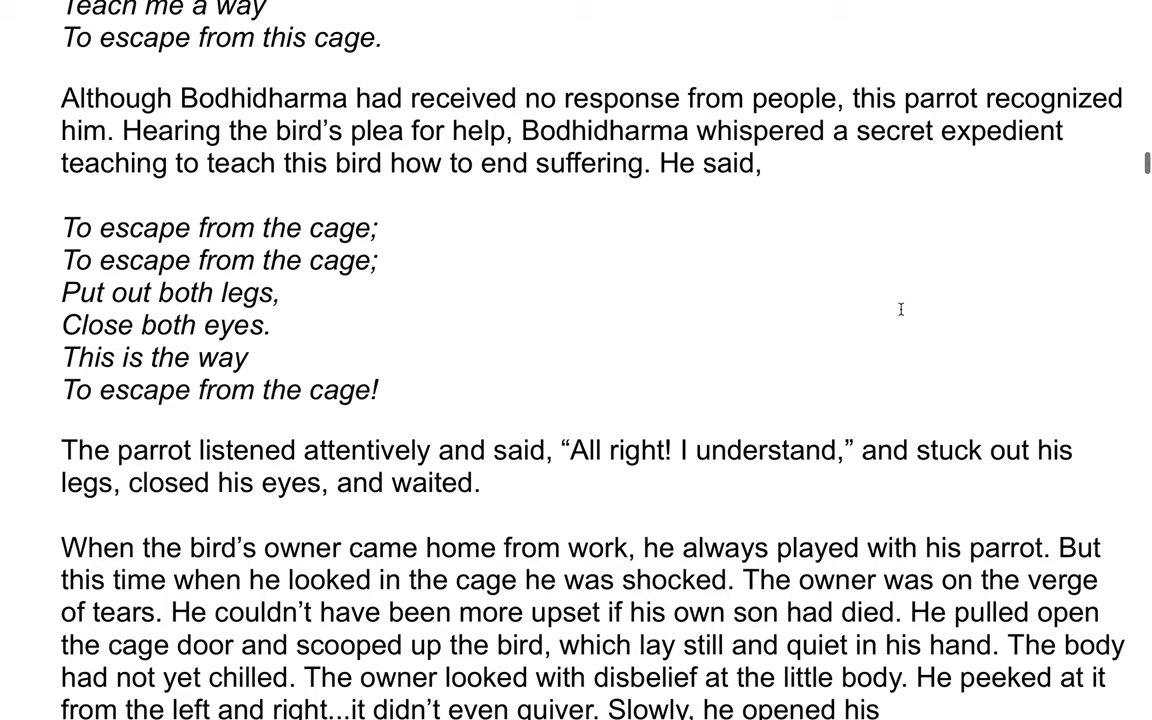 Teach me a way
To escape from this cage.
Although Bodhidharma had received no response from people, this parrot recognized
him. Hearing the bird’s plea for help, Bodhidharma whispered a secret expedient
teaching to teach this bird how to end suffering. He said,
To escape from the cage;
To escape from the cage;
Put out both legs,
Close both eyes.
This is the way
To escape from the cage!
The parrot listened attentively and said, “All right! I understand,” and stuck out his
legs, closed his eyes, and waited.
When the bird’s owner came home from work, he always played with his parrot. But
this time when he looked in the cage he was shocked. The owner was on the verge
of tears. He couldn’t have been more upset if his own son had died. He pulled open
the cage door and scooped up the bird, which lay still and quiet in his hand. The body
had not yet chilled. The owner looked with disbelief at the little body. He peeked at it
from the left and right...it didn’t even quiver. Slowly, he opened his